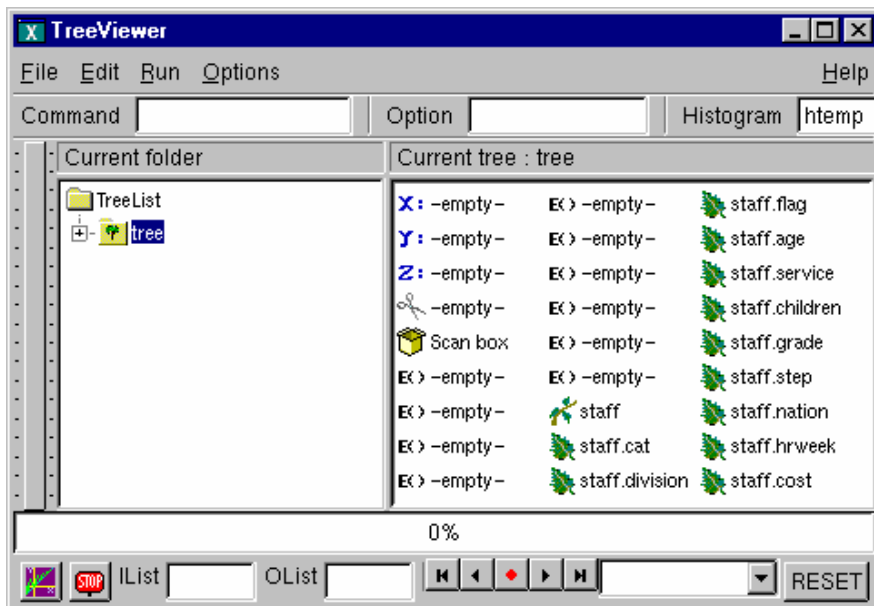 X TreeViewer
File Edit Run Options Help
Command Option Histogram htemp
Current folder Current tree : tree
TreeList
tree
X: -empty- E() -empty- staff.flag
Y: -empty- E() -empty- staff.age
Z: -empty- E() -empty- staff.service
-empty- E() -empty- staff.children
Scan box E() -empty- staff.grade
E() -empty- E() -empty- staff.step
E() -empty- staff staff.nation
E() -empty- staff.cat staff.hrweek
E() -empty- staff.division staff.cost
0%
STOP IList OList RESET